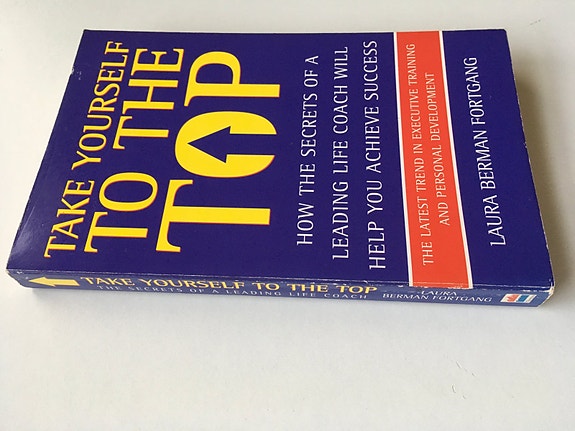 TAKE YOURSELF
TO THE
TOP
HOW THE SECRETS OF A
LEADING LIFE COACH WILL
HELP YOU ACHIEVE SUCCESS
THE LATEST TREND IN EXECUTIVE TRAINING
AND PERSONAL DEVELOPMENT
LAURA BERMAN FORTGANG
TAKE YOURSELF TO THE TOP
THE SECRETS OF A LEADING LIFE COACH
LAURA
BERMAN FORTGANG